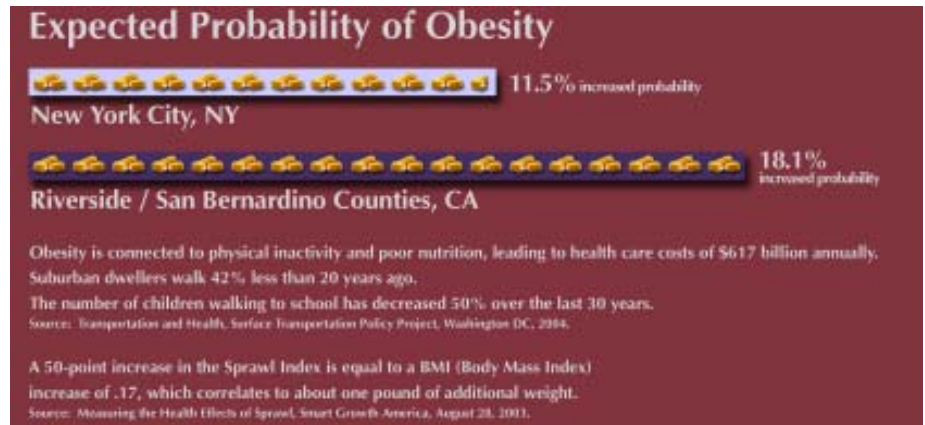 Expected Probability of Obesity
11.5% increased probability
New York City, NY
18.1%
increased probability
Riverside / San Bernardino Counties, CA
Obesity is connected to physical inactivity and poor nutrition, leading to health care costs of $617 billion annually.
Suburban dwellers walk 42% less than 20 years ago.
The number of children walking to school has decreased 50% over the last 30 years.
Source: Transportation and Health, Surface Transportation Policy Project, Washington DC, 2004.
A 50-point increase in the Sprawl Index is equal to a BMI (Body Mass Index)
increase of .17, which correlates to about one pound of additional weight.
Source: Measuring the Health Effects of Sprawl, Smart Growth America, August 28, 2003.